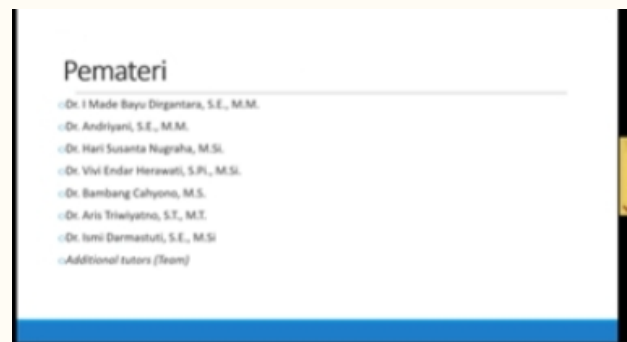 Pemateri
Dr. I Made Bayu Dirgantara, S.E., M.M.
Dr. Andriyani, S.E., M.M.
Dr. Hari Susanta Nugraha, M.Si.
Dr. Vivi Endar Herawati, S.Pi., M.Si.
Dr. Bambang Cahyono, M.S.
Dr. Aris Triwiyatno, S.T., M.T.
Dr. Ismi Darmastuti, S.E., M.Si
Additional tutors (Team)